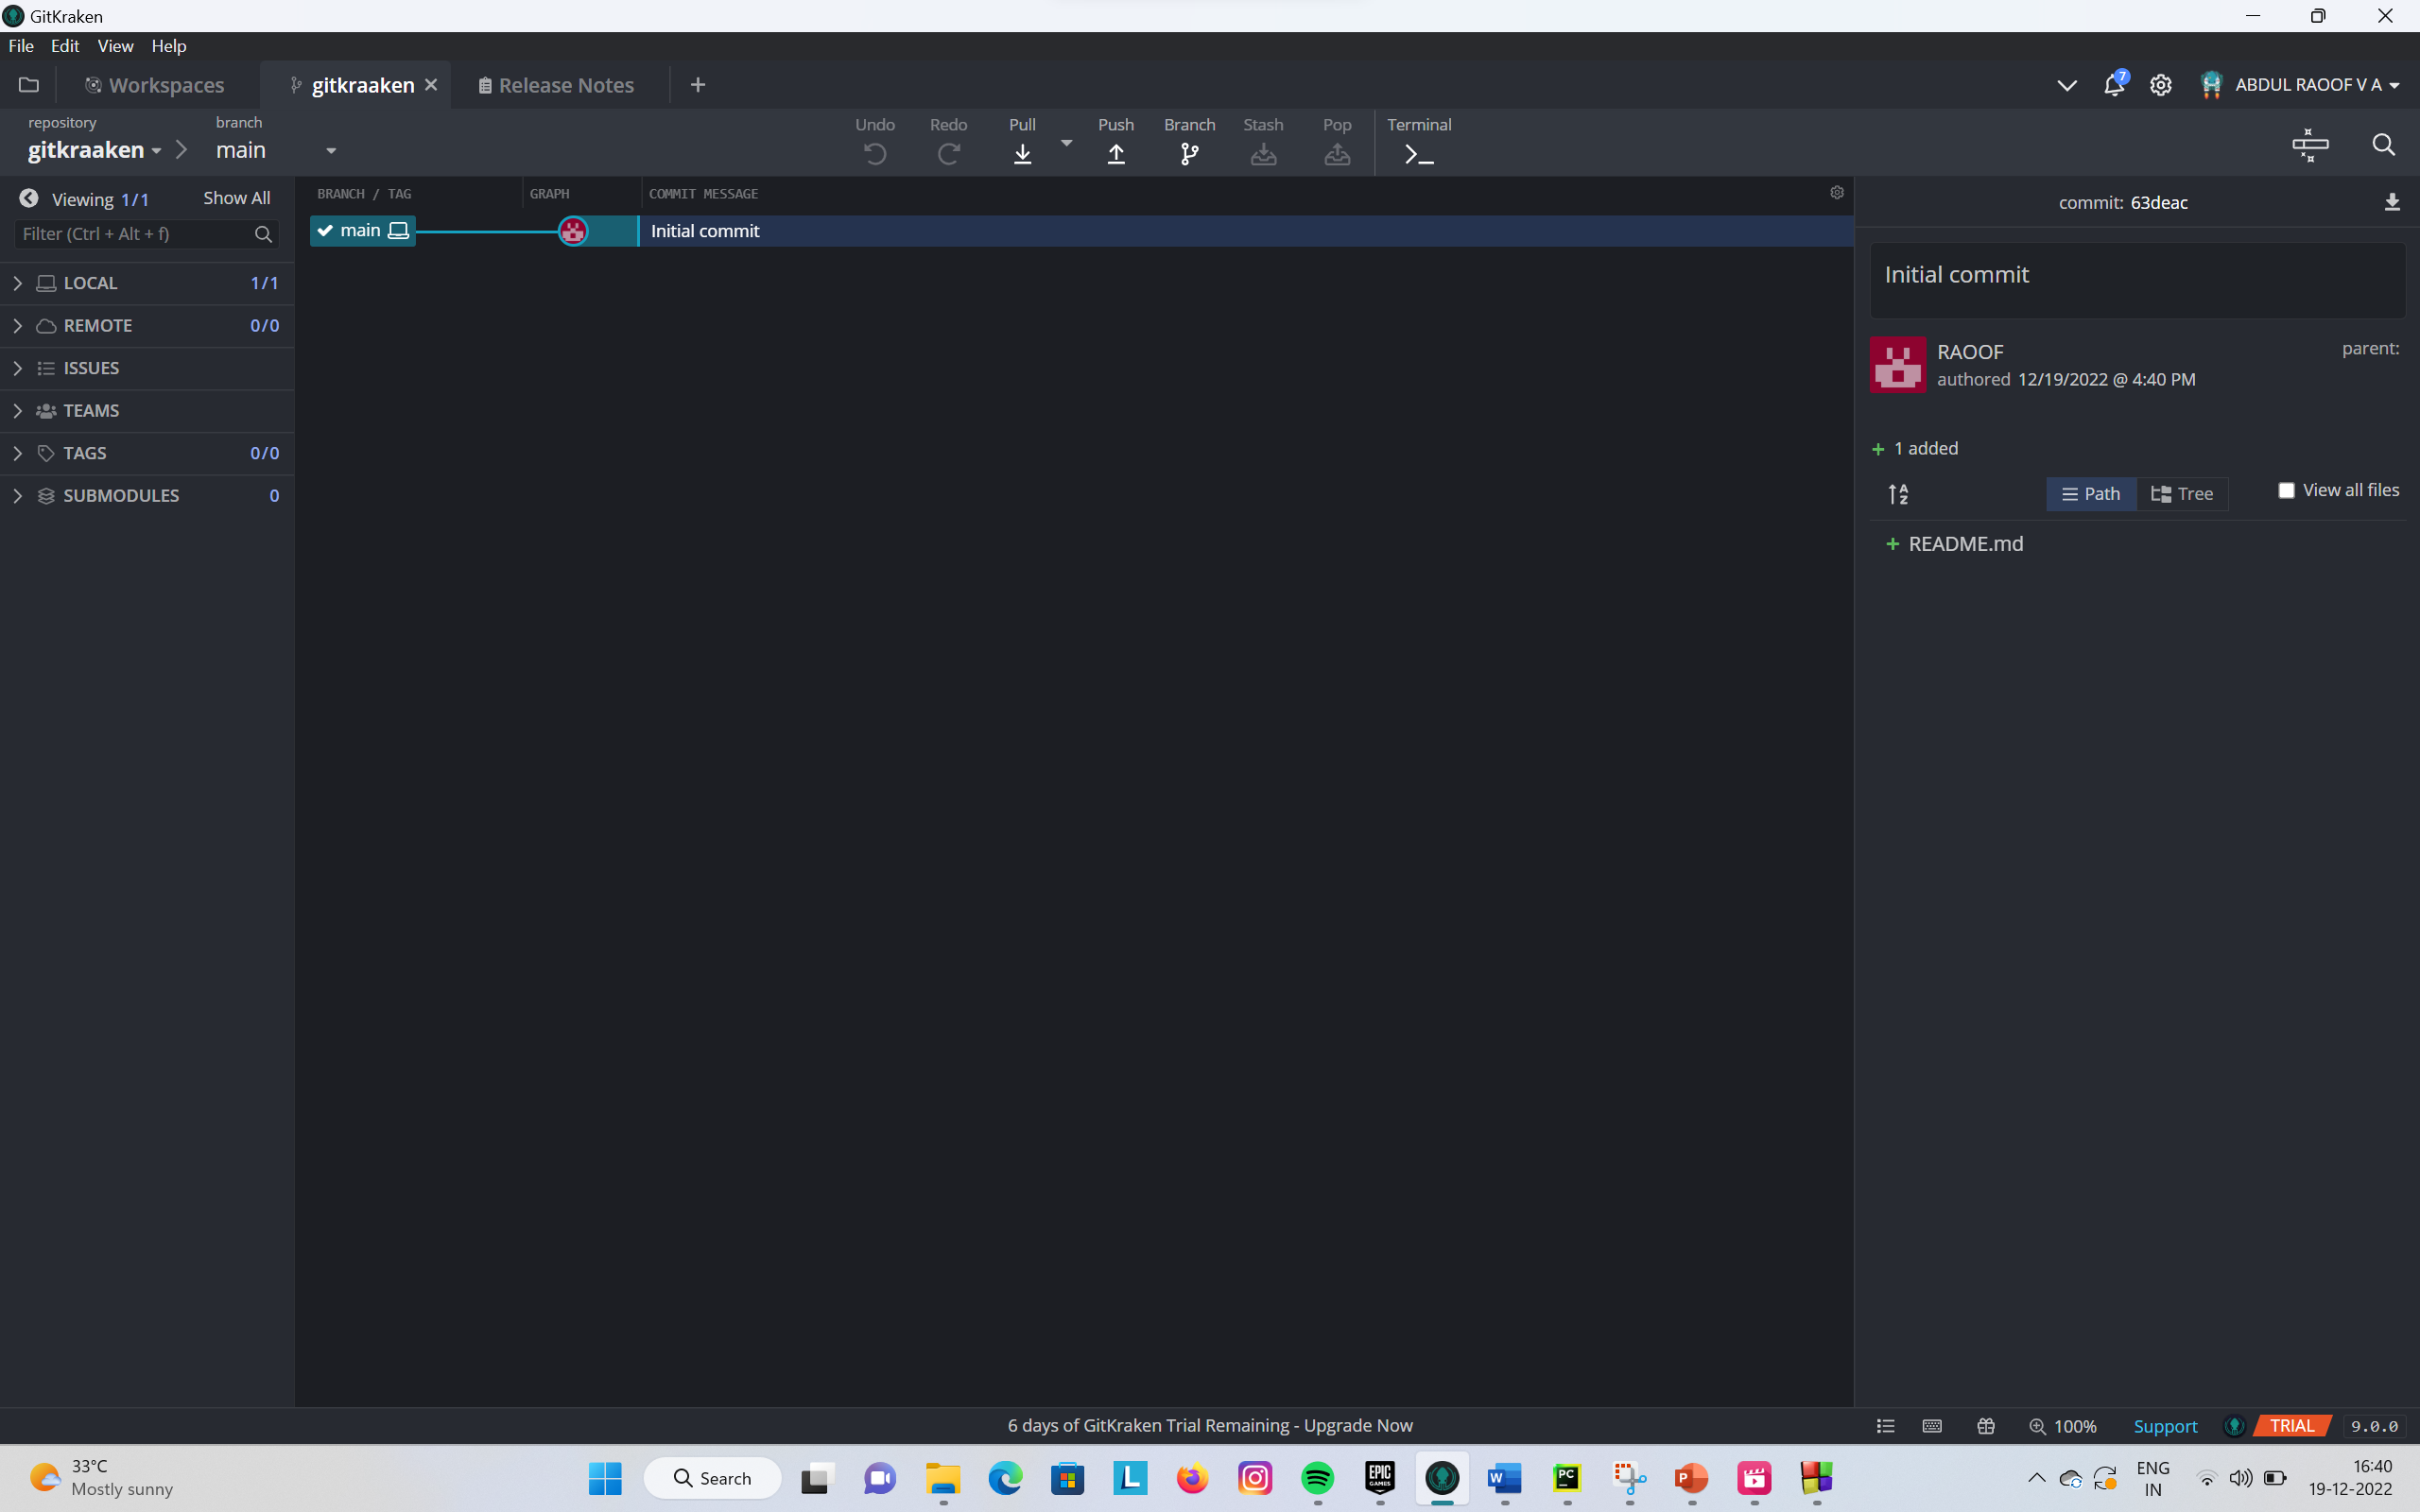 GitKraken
File Edit View Help
Workspaces gitkraaken Release Notes 7 ABDUL RAOOF V A
repository branch
gitkraaken main
Undo Redo Pull Push Branch Stash Pop Terminal
Viewing 1/1 Show All
Filter (Ctrl + Alt + f)
LOCAL 1/1
REMOTE 0/0
ISSUES
TEAMS
TAGS 0/0
SUBMODULES 0
BRANCH / TAG GRAPH COMMIT MESSAGE
main Initial commit
commit: 63deac
Initial commit
RAOOF parent:
authored 12/19/2022 @ 4:40 PM
1 added
A Z Path Tree View all files
README.md
6 days of GitKraken Trial Remaining - Upgrade Now
100% Support TRIAL 9.0.0
33°C
Mostly sunny
Search
L
EPIC GAMES
W
PC
P
ENG
IN
16:40
19-12-2022